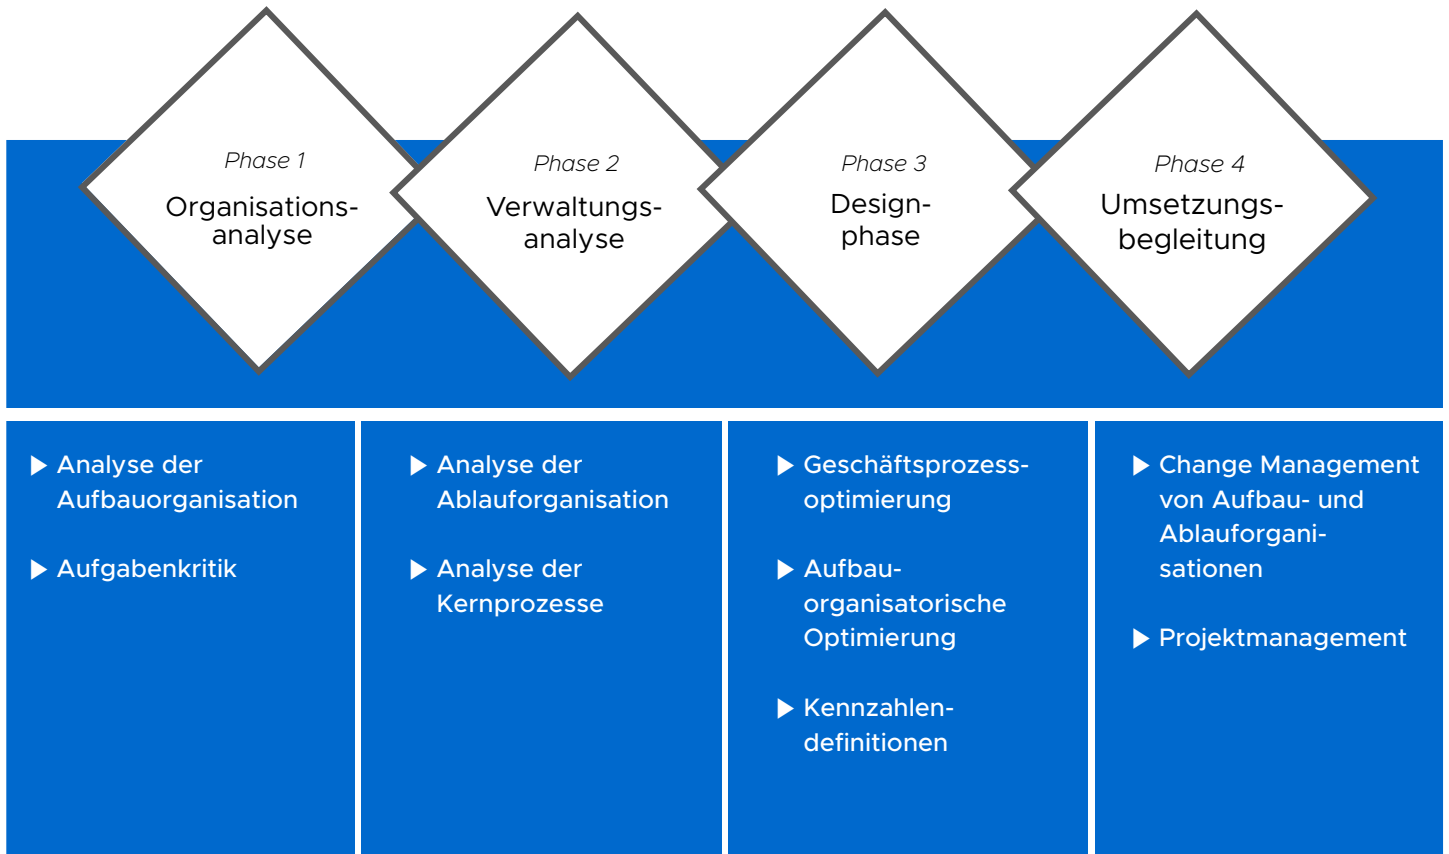 Phase 1
Organisations-
analyse
Phase 2
Verwaltungs-
analyse
Phase 3
Design-
phase
Phase 4
Umsetzungs-
begleitung
▶ Analyse der
Aufbauorganisation
▶ Aufgabenkritik
▶ Analyse der
Ablauforganisation
▶ Analyse der
Kernprozesse
▶ Geschäftsprozess-
optimierung
▶ Aufbau-
organisatorische
Optimierung
▶ Kennzahlen-
definitionen
▶ Change Management
von Aufbau- und
Ablauforgani-
sationen
▶ Projektmanagement